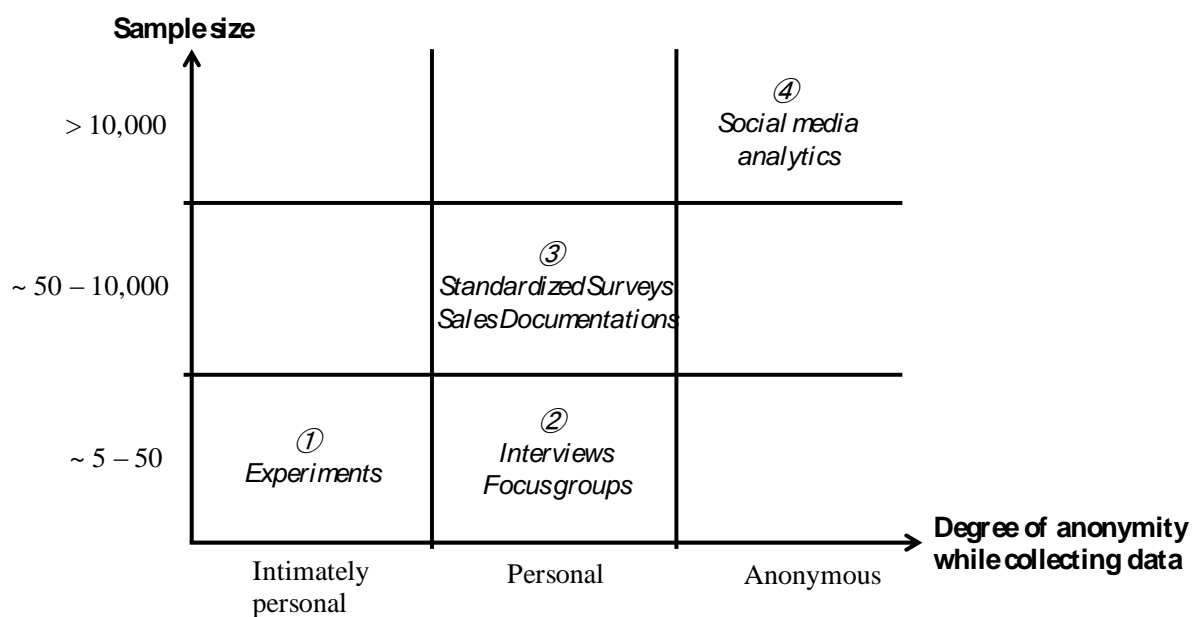 Sample size
> 10,000
④
Social media
analytics
~ 50 – 10,000
③
Standardized Surveys
Sales Documentations
~ 5 – 50
①
Experiments
②
Interviews
Focus groups
Degree of anonymity
while collecting data
Intimately
personal
Personal
Anonymous